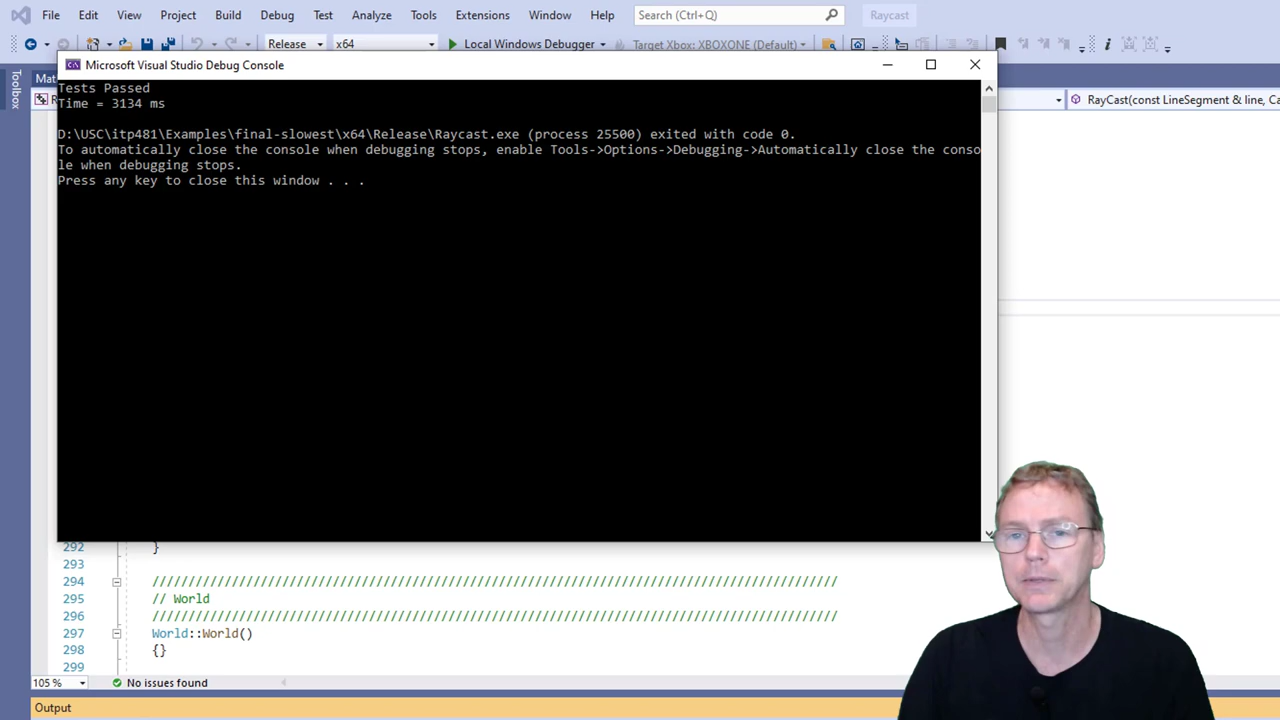 File Edit View Project Build Debug Test Analyze Tools Extensions Window Help Search (Ctrl+Q) Raycast
Release x64 Local Windows Debugger Target Xbox: XBOXONE (Default)
Toolbox
Mat
Microsoft Visual Studio Debug Console
RayCast(const LineSegment & line, Ca
Tests Passed
Time = 3134 ms
D:\USC\itp481\Examples\final-slowest\x64\Release\Raycast.exe (process 25500) exited with code 0.
To automatically close the console when debugging stops, enable Tools->Options->Debugging->Automatically close the conso
le when debugging stops.
Press any key to close this window . . .
292 }
293
294 ////////////////////////////////////////////////////////////////////////////////
295 // World
296 ////////////////////////////////////////////////////////////////////////////////
297 World::World()
298 {}
299
105 % No issues found
Output